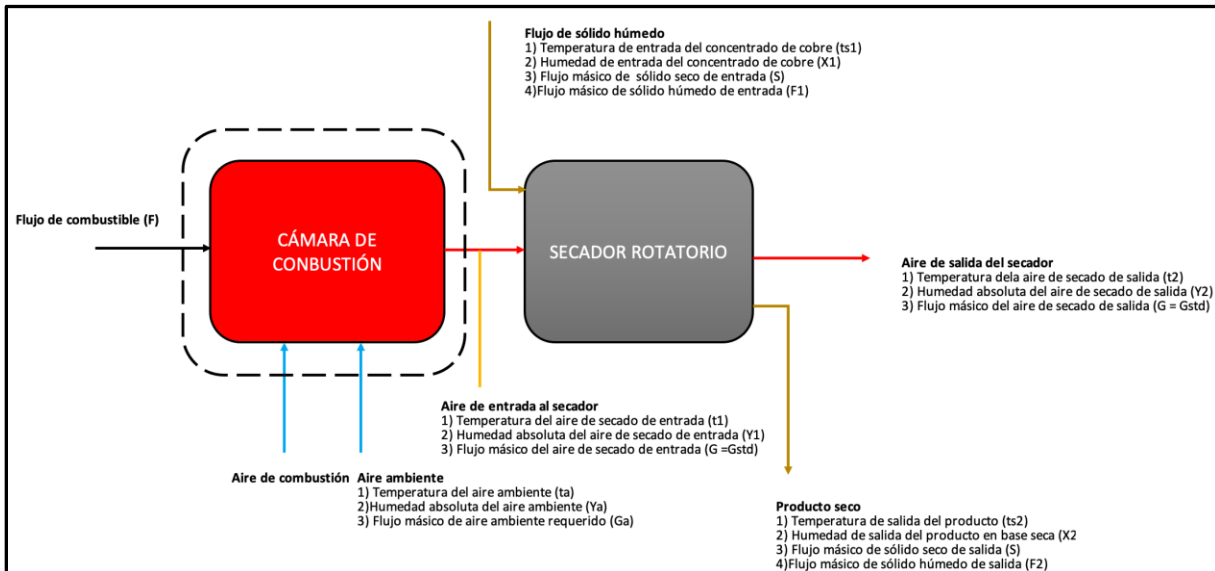 Flujo de sólido húmedo
1) Temperatura de entrada del concentrado de cobre (ts1)
2) Humedad de entrada del concentrado de cobre (X1)
3) Flujo másico de  sólido seco de entrada (S)
4)Flujo másico de sólido húmedo de entrada (F1)
Flujo de combustible (F)
CÁMARA DE
CONBUSTIÓN
SECADOR ROTATORIO
Aire de salida del secador
1) Temperatura dela aire de secado de salida (t2)
2) Humedad absoluta del aire de secado de salida (Y2)
3) Flujo másico del aire de secado de salida (G = Gstd)
Aire de entrada al secador
1) Temperatura del aire de secado de entrada (t1)
2) Humedad absoluta del aire de secado de entrada (Y1)
3) Flujo másico del aire de secado de entrada (G =Gstd)
Aire de combustión
Aire ambiente
1) Temperatura del aire ambiente (ta)
2)Humedad absoluta del aire ambiente (Ya)
3) Flujo másico de aire ambiente requerido (Ga)
Producto seco
1) Temperatura de salida del producto (ts2)
2) Humedad de salida del producto en base seca (X2
3) Flujo másico de sólido seco de salida (S)
4)Flujo másico de sólido húmedo de salida (F2)